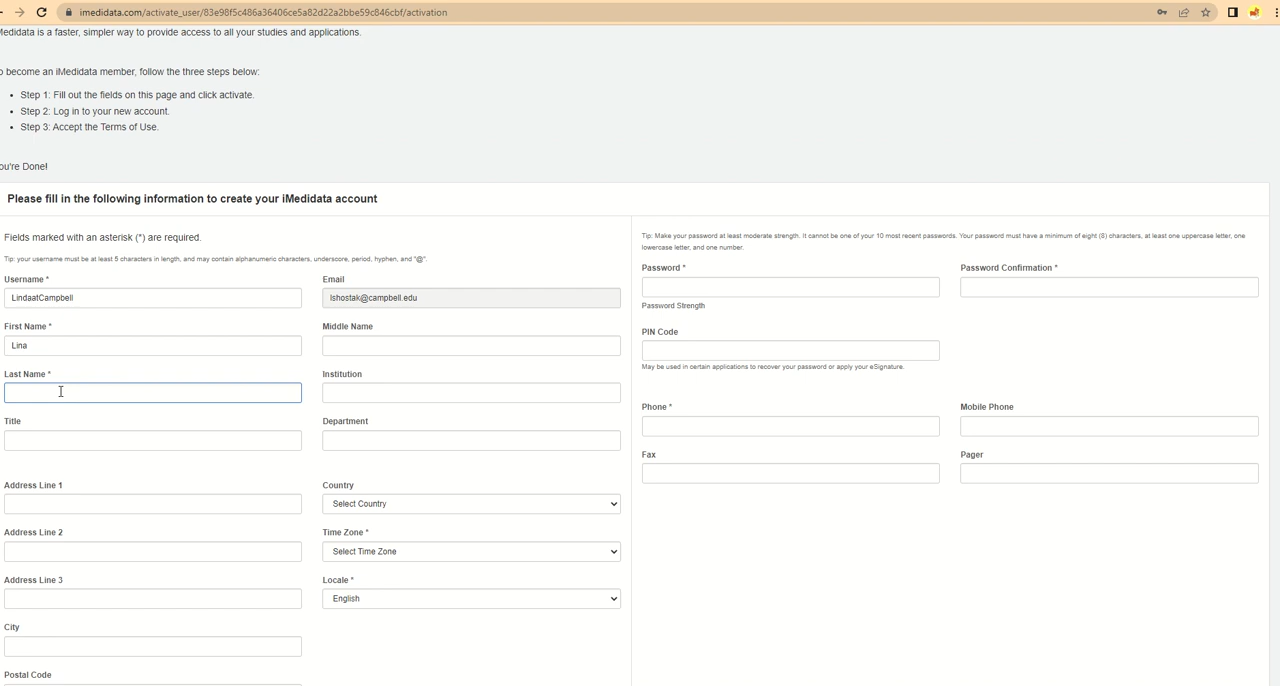 imedidata.com/activate_user/83e98f5c486a36406ce5a82d22a2bbe59c846cbf/activation
Medidata is a faster, simpler way to provide access to all your studies and applications.
o become an iMedidata member, follow the three steps below:
• Step 1: Fill out the fields on this page and click activate.
• Step 2: Log in to your new account.
• Step 3: Accept the Terms of Use.
ou're Done!
Please fill in the following information to create your iMedidata account
Fields marked with an asterisk (*) are required.
Tip: your username must be at least 5 characters in length, and may contain alphanumeric characters, underscore, period, hyphen, and "@".
Username * Email
LindaatCampbell lshostak@campbell.edu
First Name * Middle Name
Lina
Last Name * Institution
Title Department
Address Line 1 Country
Select Country
Address Line 2 Time Zone *
Select Time Zone
Address Line 3 Locale *
English
City
Postal Code
Tip: Make your password at least moderate strength. It cannot be one of your 10 most recent passwords. Your password must have a minimum of eight (8) characters, at least one uppercase letter, one
lowercase letter, and one number.
Password * Password Confirmation *
Password Strength
PIN Code
May be used in certain applications to recover your password or apply your eSignature.
Phone * Mobile Phone
Fax Pager